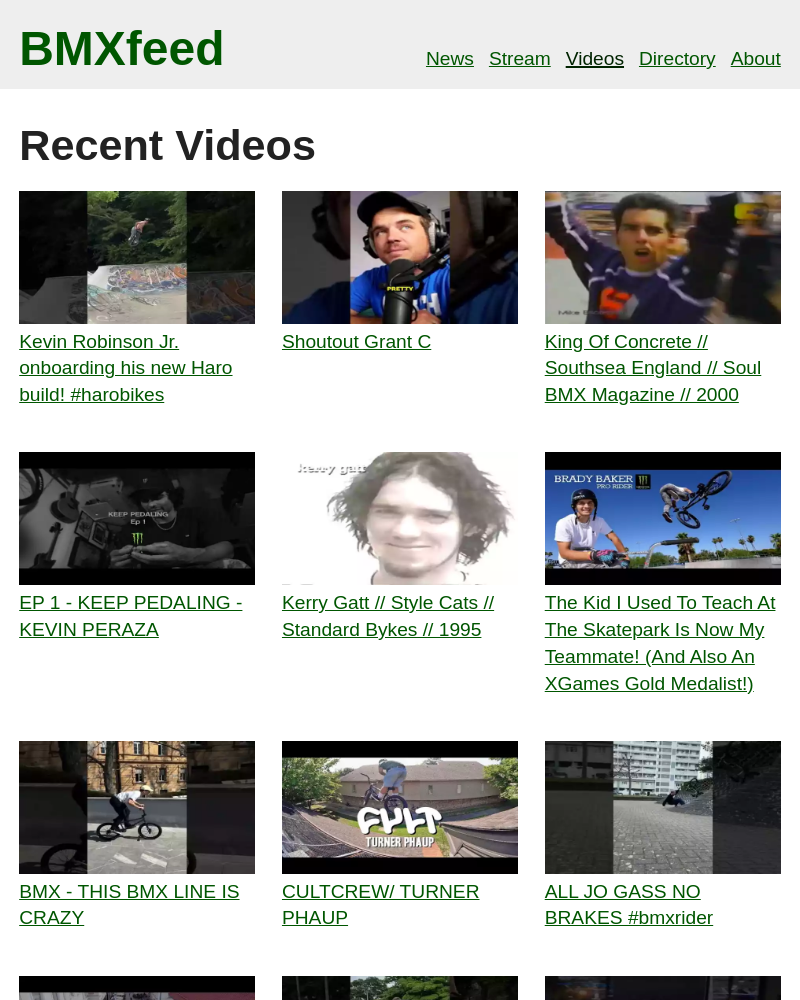 BMXfeed
News Stream Videos Directory About
Recent Videos
PRETTY
Kevin Robinson Jr.
onboarding his new Haro
build! #harobikes
Shoutout Grant C
King Of Concrete //
Southsea England // Soul
BMX Magazine // 2000
KEEP PEDALING
Ep 1
kerry gatt
BRADY BAKER
PRO RIDER
EP 1 - KEEP PEDALING -
KEVIN PERAZA
Kerry Gatt // Style Cats //
Standard Bykes // 1995
The Kid I Used To Teach At
The Skatepark Is Now My
Teammate! (And Also An
XGames Gold Medalist!)
CULT
TURNER PHAUP
BMX - THIS BMX LINE IS
CRAZY
CULTCREW/ TURNER
PHAUP
ALL JO GASS NO
BRAKES #bmxrider